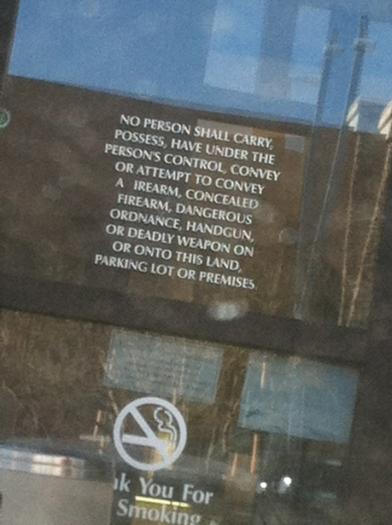 NO PERSON SHALL CARRY,
POSSESS, HAVE UNDER THE
PERSON'S CONTROL, CONVEY
OR ATTEMPT TO CONVEY
A IREARM, CONCEALED
FIREARM, DANGEROUS
ORDNANCE, HANDGUN,
OR DEADLY WEAPON ON
OR ONTO THIS LAND,
PARKING LOT OR PREMISES.
nk You For
Smoking